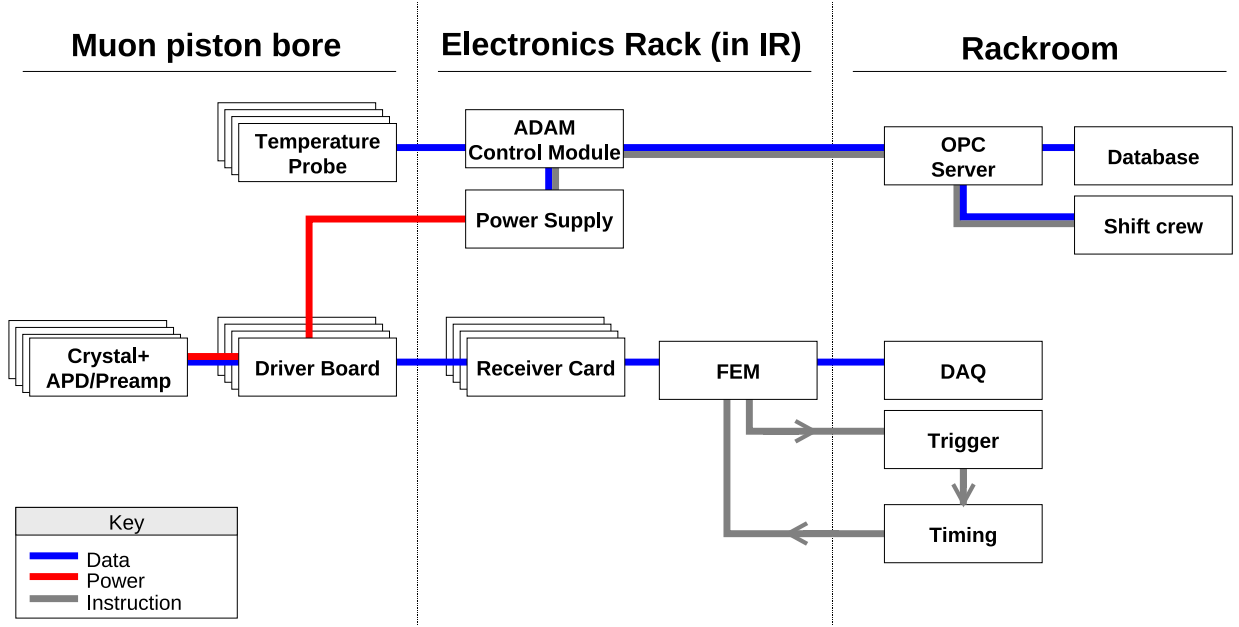 Muon piston bore
Electronics Rack (in IR)
Rackroom
Temperature
Probe
ADAM
Control Module
OPC
Server
Database
Power Supply
Shift crew
Crystal+
APD/Preamp
Driver Board
Receiver Card
FEM
DAQ
Trigger
Timing
Key
Data
Power
Instruction